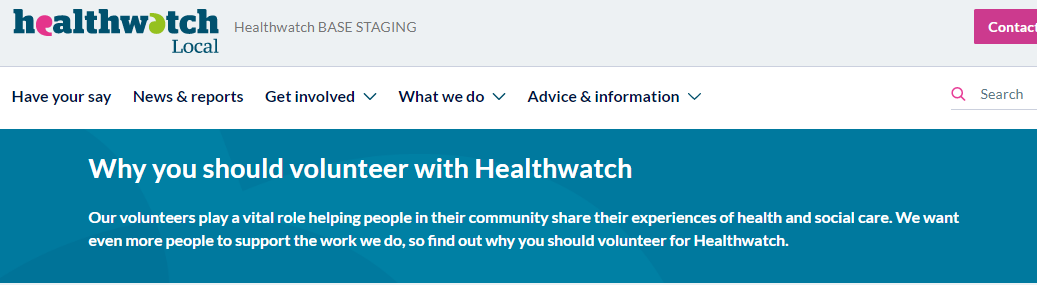 healthwatch
Local
Healthwatch BASE STAGING
Have your say
News & reports
Get involved
What we do
Advice & information
Search
Why you should volunteer with Healthwatch
Our volunteers play a vital role helping people in their community share their experiences of health and social care. We want
even more people to support the work we do, so find out why you should volunteer for Healthwatch.